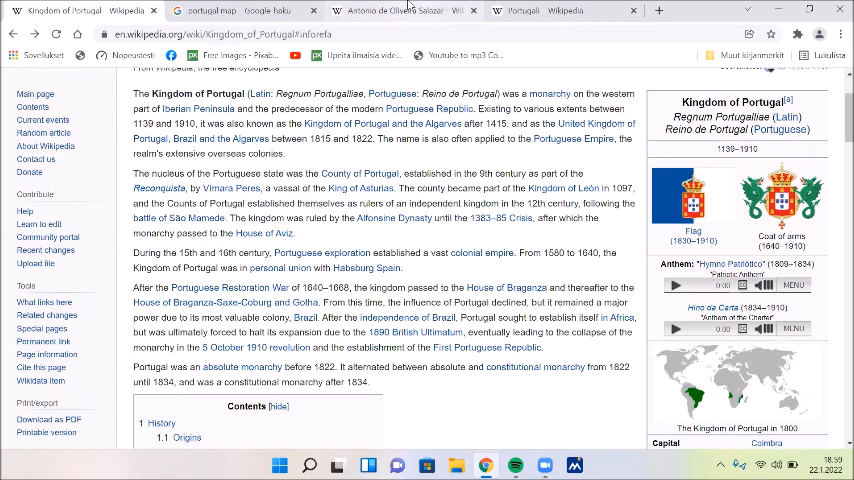 Kingdom of Portugal - Wikipedia
portugal map - Google-haku
António de Oliveira Salazar - Wi
Portugali - Wikipedia
en.wikipedia.org/wiki/Kingdom_of_Portugal#inforefa
Sovellukset
Free Images - Pixab...
Upeita ilmaisia vide...
Youtube to mp3 Co...
Muut kirjanmerkit
Lukulista
From Wikipedia, the free encyclopedia
Main page
Contents
Current events
Random article
About Wikipedia
Contact us
Donate
Contribute
Help
Learn to edit
Community portal
Recent changes
Upload file
Tools
What links here
Related changes
Special pages
Permanent link
Page information
Cite this page
Wikidata item
Print/export
Download as PDF
Printable version
The Kingdom of Portugal (Latin: Regnum Portugalliae, Portuguese: Reino de Portugal) was a monarchy on the western
part of Iberian Peninsula and the predecessor of the modern Portuguese Republic. Existing to various extents between
1139 and 1910, it was also known as the Kingdom of Portugal and the Algarves after 1415, and as the United Kingdom of
Portugal, Brazil and the Algarves between 1815 and 1822. The name is also often applied to the Portuguese Empire, the
realm's extensive overseas colonies.
The nucleus of the Portuguese state was the County of Portugal, established in the 9th century as part of the
Reconquista, by Vímara Peres, a vassal of the King of Asturias. The county became part of the Kingdom of León in 1097,
and the Counts of Portugal established themselves as rulers of an independent kingdom in the 12th century, following the
battle of São Mamede. The kingdom was ruled by the Alfonsine Dynasty until the 1383–85 Crisis, after which the
monarchy passed to the House of Aviz.
During the 15th and 16th century, Portuguese exploration established a vast colonial empire. From 1580 to 1640, the
Kingdom of Portugal was in personal union with Habsburg Spain.
After the Portuguese Restoration War of 1640–1668, the kingdom passed to the House of Braganza and thereafter to the
House of Braganza-Saxe-Coburg and Gotha. From this time, the influence of Portugal declined, but it remained a major
power due to its most valuable colony, Brazil. After the independence of Brazil, Portugal sought to establish itself in Africa,
but was ultimately forced to halt its expansion due to the 1890 British Ultimatum, eventually leading to the collapse of the
monarchy in the 5 October 1910 revolution and the establishment of the First Portuguese Republic.
Portugal was an absolute monarchy before 1822. It alternated between absolute and constitutional monarchy from 1822
until 1834, and was a constitutional monarchy after 1834.
Contents [hide]
1 History
1.1 Origins
Kingdom of Portugal[a]
Regnum Portugalliae (Latin)
Reino de Portugal (Portuguese)
1139–1910
Flag
(1830–1910)
Coat of arms
(1640–1910)
Anthem: "Hymno Patriótico" (1809–1834)
"Patriotic Anthem"
0:00
MENU
Hino da Carta (1834–1910)
"Anthem of the Charter"
0:00
MENU
The Kingdom of Portugal in 1800
Capital
Coimbra
18.59
22.1.2022